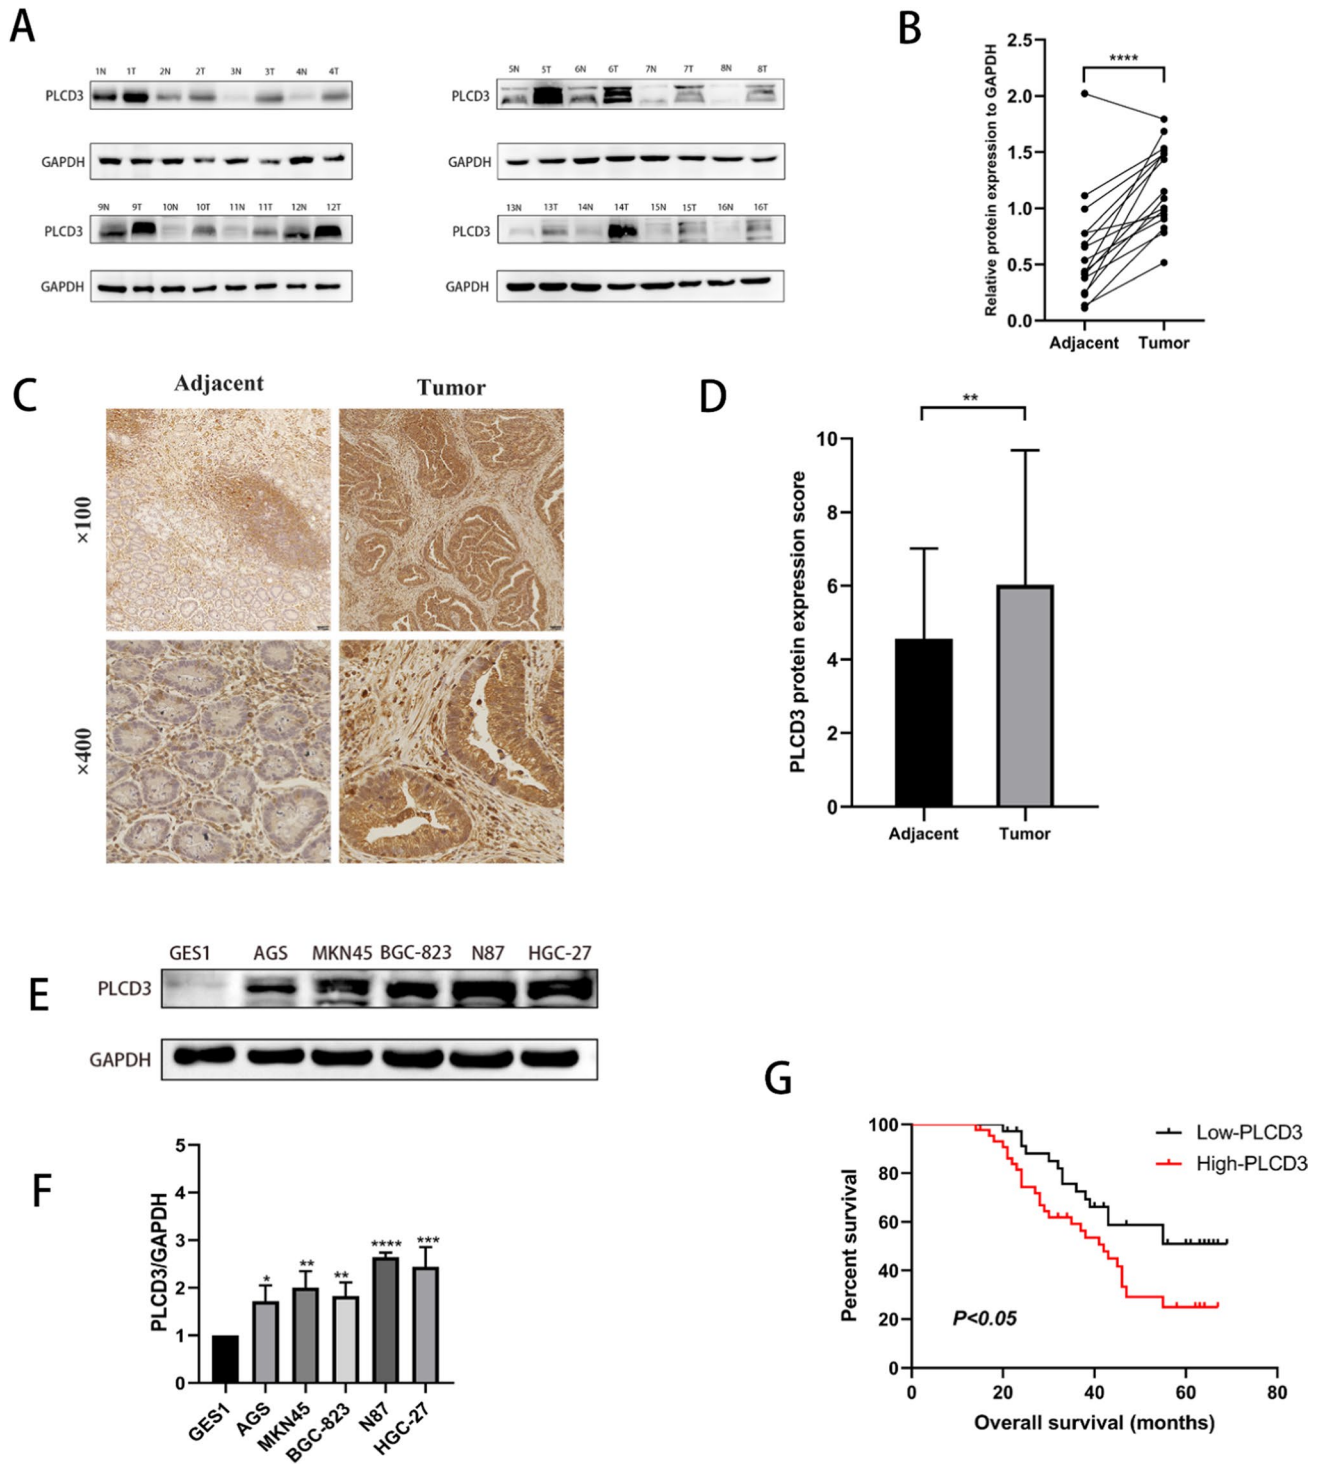 A
1N 1T 2N 2T 3N 3T 4N 4T
PLCD3
GAPDH
9N 9T 10N 10T 11N 11T 12N 12T
PLCD3
GAPDH
5N 5T 6N 6T 7N 7T 8N 8T
PLCD3
GAPDH
13N 13T 14N 14T 15N 15T 16N 16T
PLCD3
GAPDH
B
Relative protein expression to GAPDH
2.5
2.0
1.5
1.0
0.5
0.0
****
Adjacent Tumor
C
Adjacent Tumor
×100
×400
D
PLCD3 protein expression score
10
8
6
4
2
0
**
Adjacent Tumor
E
GES1 AGS MKN45 BGC-823 N87 HGC-27
PLCD3
GAPDH
F
PLCD3/GAPDH
5
4
3
2
1
0
* ** ** **** ***
GES1 AGS MKN45 BGC-823 N87 HGC-27
G
Percent survival
100
80
60
40
20
0
Low-PLCD3
High-PLCD3
P<0.05
0 20 40 60 80
Overall survival (months)